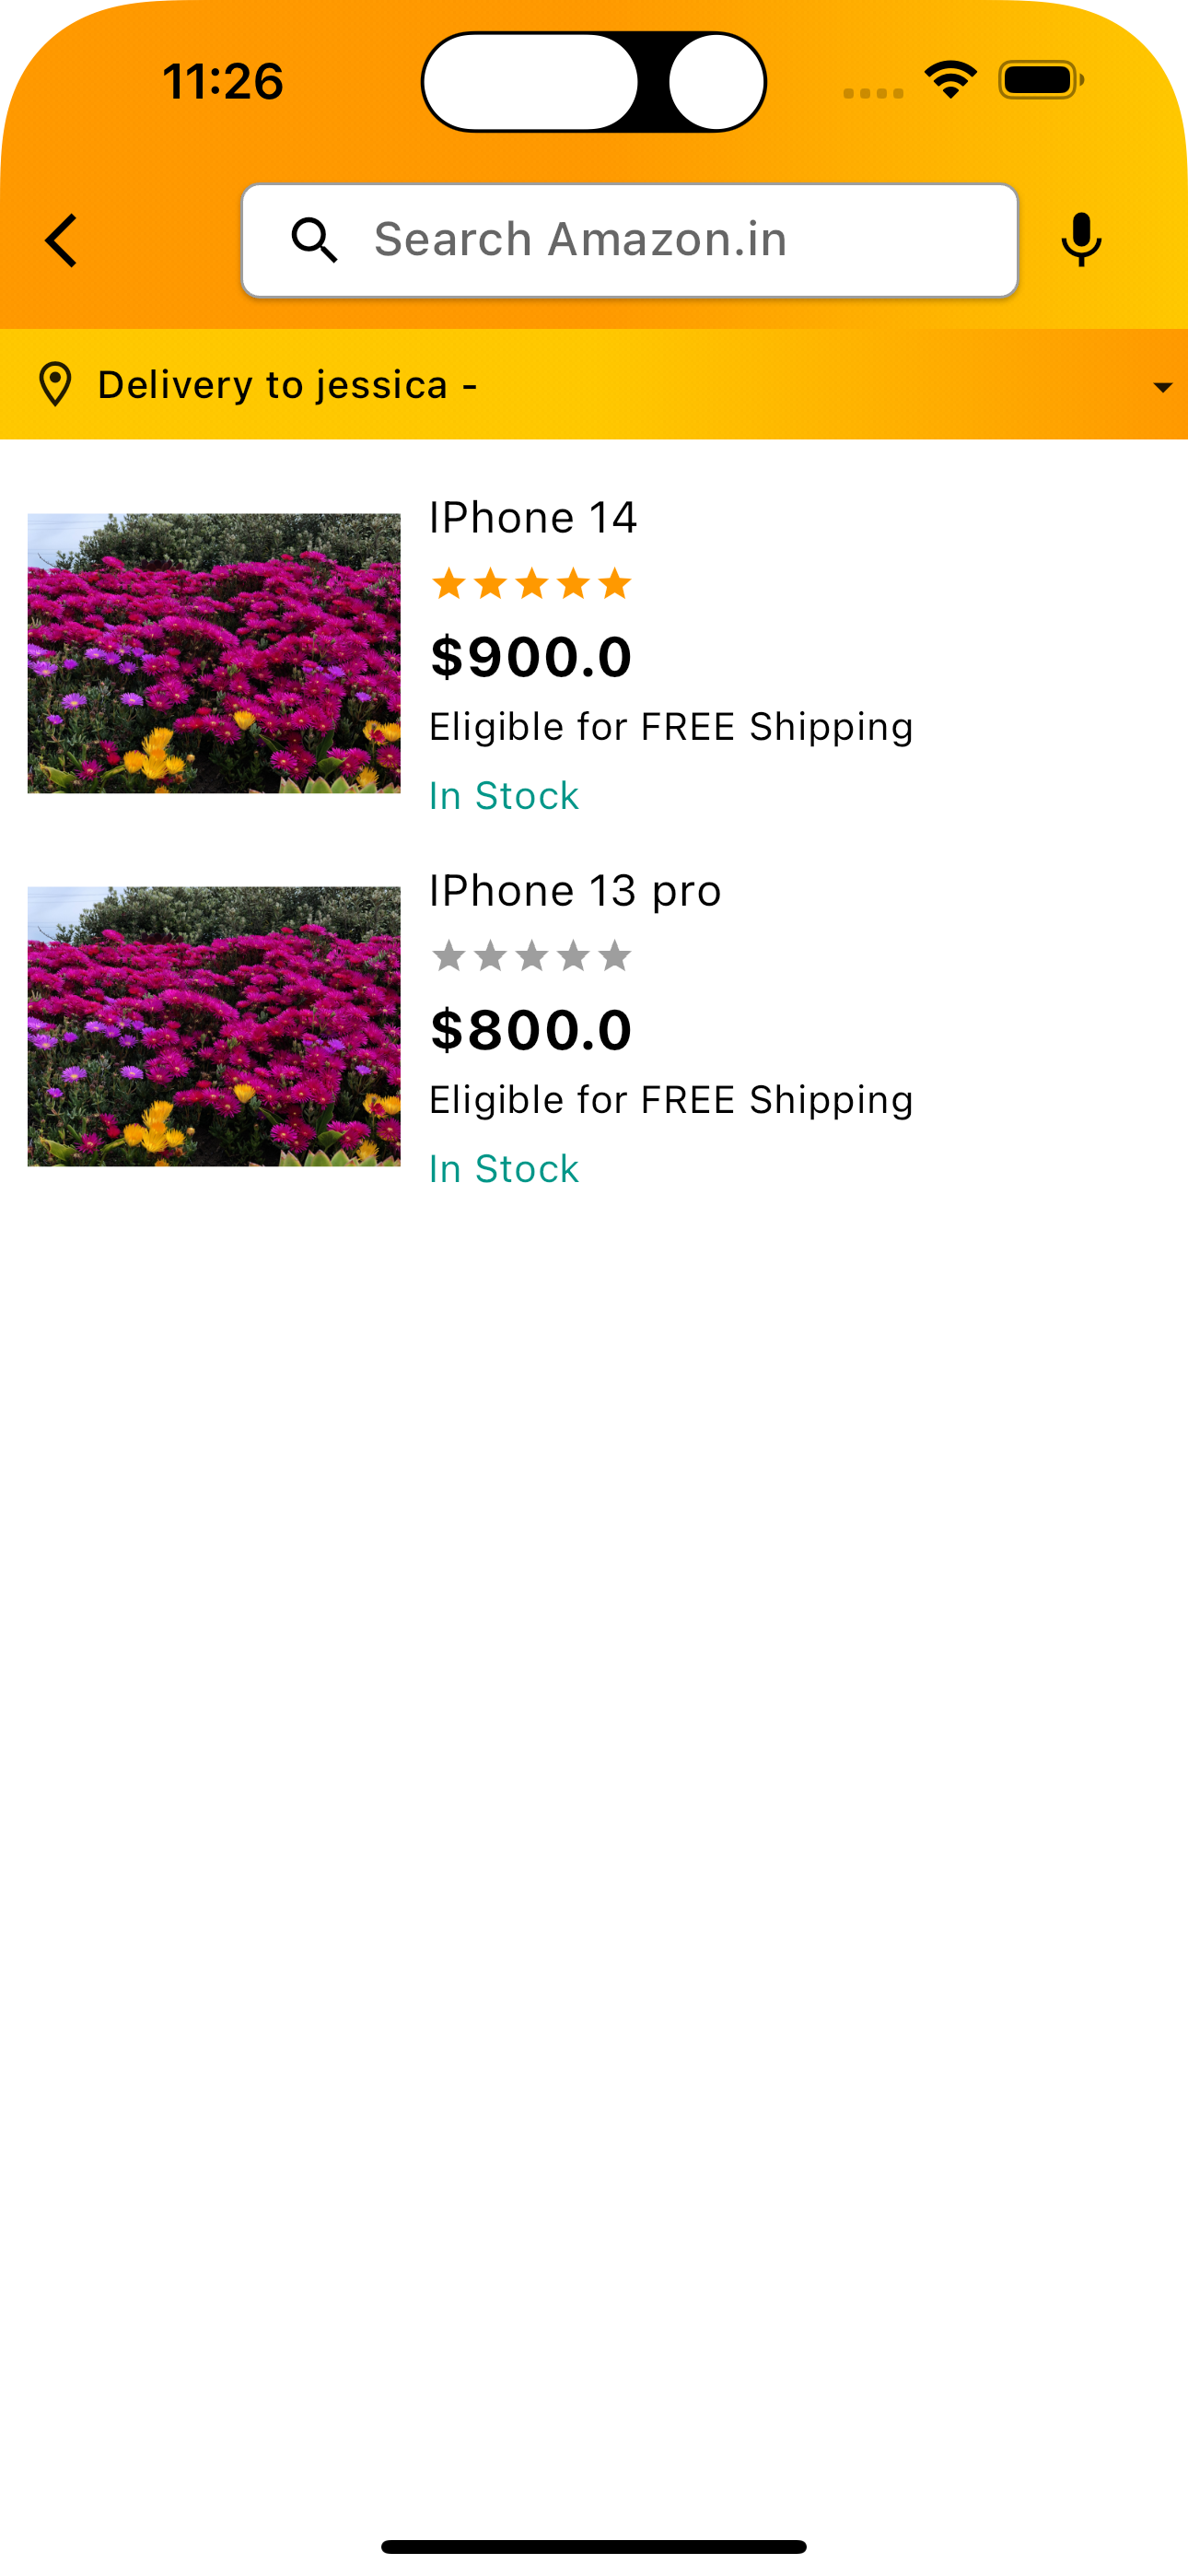 11:26
Search Amazon.in
Delivery to jessica -
IPhone 14
$900.0
Eligible for FREE Shipping
In Stock
IPhone 13 pro
$800.0
Eligible for FREE Shipping
In Stock